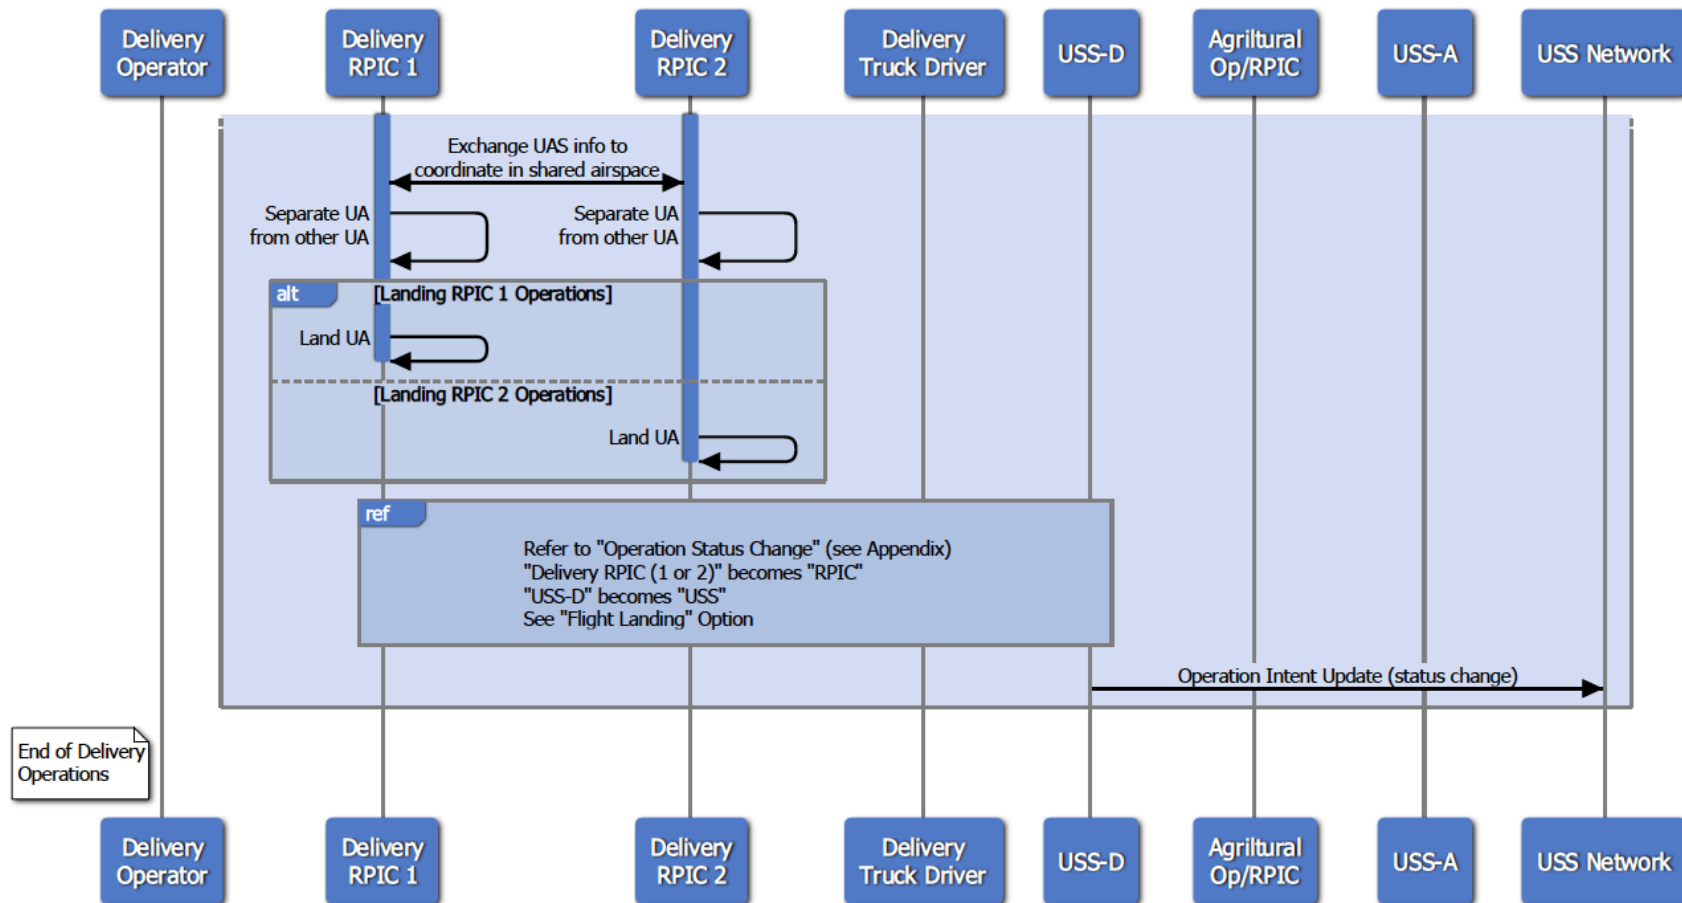 Delivery
Operator
Delivery
RPIC 1
Delivery
RPIC 2
Delivery
Truck Driver
USS-D
Agriltural
Op/RPIC
USS-A
USS Network
Exchange UAS info to
coordinate in shared airspace
Separate UA
from other UA
Separate UA
from other UA
alt
[Landing RPIC 1 Operations]
Land UA
[Landing RPIC 2 Operations]
Land UA
ref
Refer to "Operation Status Change" (see Appendix)
"Delivery RPIC (1 or 2)" becomes "RPIC"
"USS-D" becomes "USS"
See "Flight Landing" Option
Operation Intent Update (status change)
End of Delivery
Operations
Delivery
Operator
Delivery
RPIC 1
Delivery
RPIC 2
Delivery
Truck Driver
USS-D
Agriltural
Op/RPIC
USS-A
USS Network